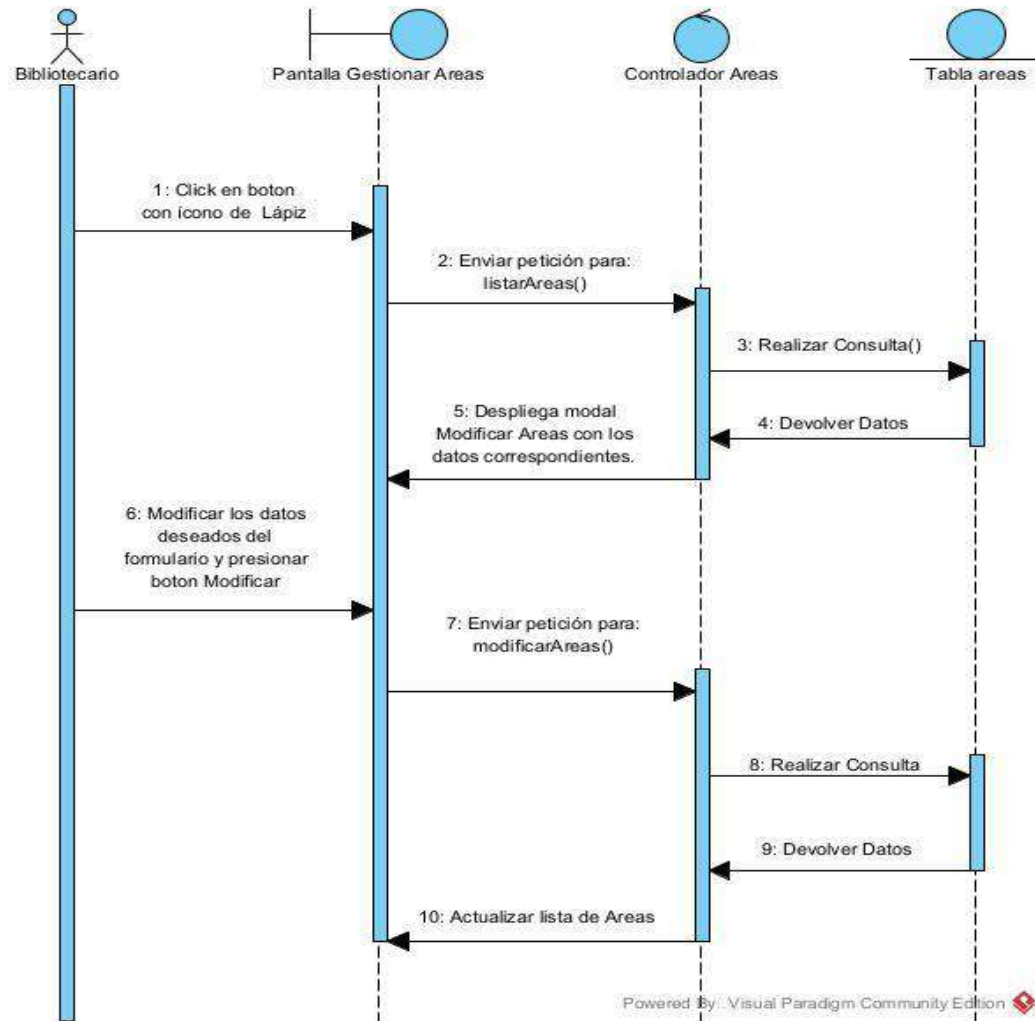 Bibliotecario
Pantalla Gestionar Areas
Controlador Areas
Tabla areas
1: Click en boton
con ícono de Lápiz
2: Enviar petición para:
listarAreas()
3: Realizar Consulta()
4: Devolver Datos
5: Despliega modal
Modificar Areas con los
datos correspondientes.
6: Modificar los datos
deseados del
formulario y presionar
boton Modificar
7: Enviar petición para:
modificarAreas()
8: Realizar Consulta
9: Devolver Datos
10: Actualizar lista de Areas
Powered By Visual Paradigm Community Edition